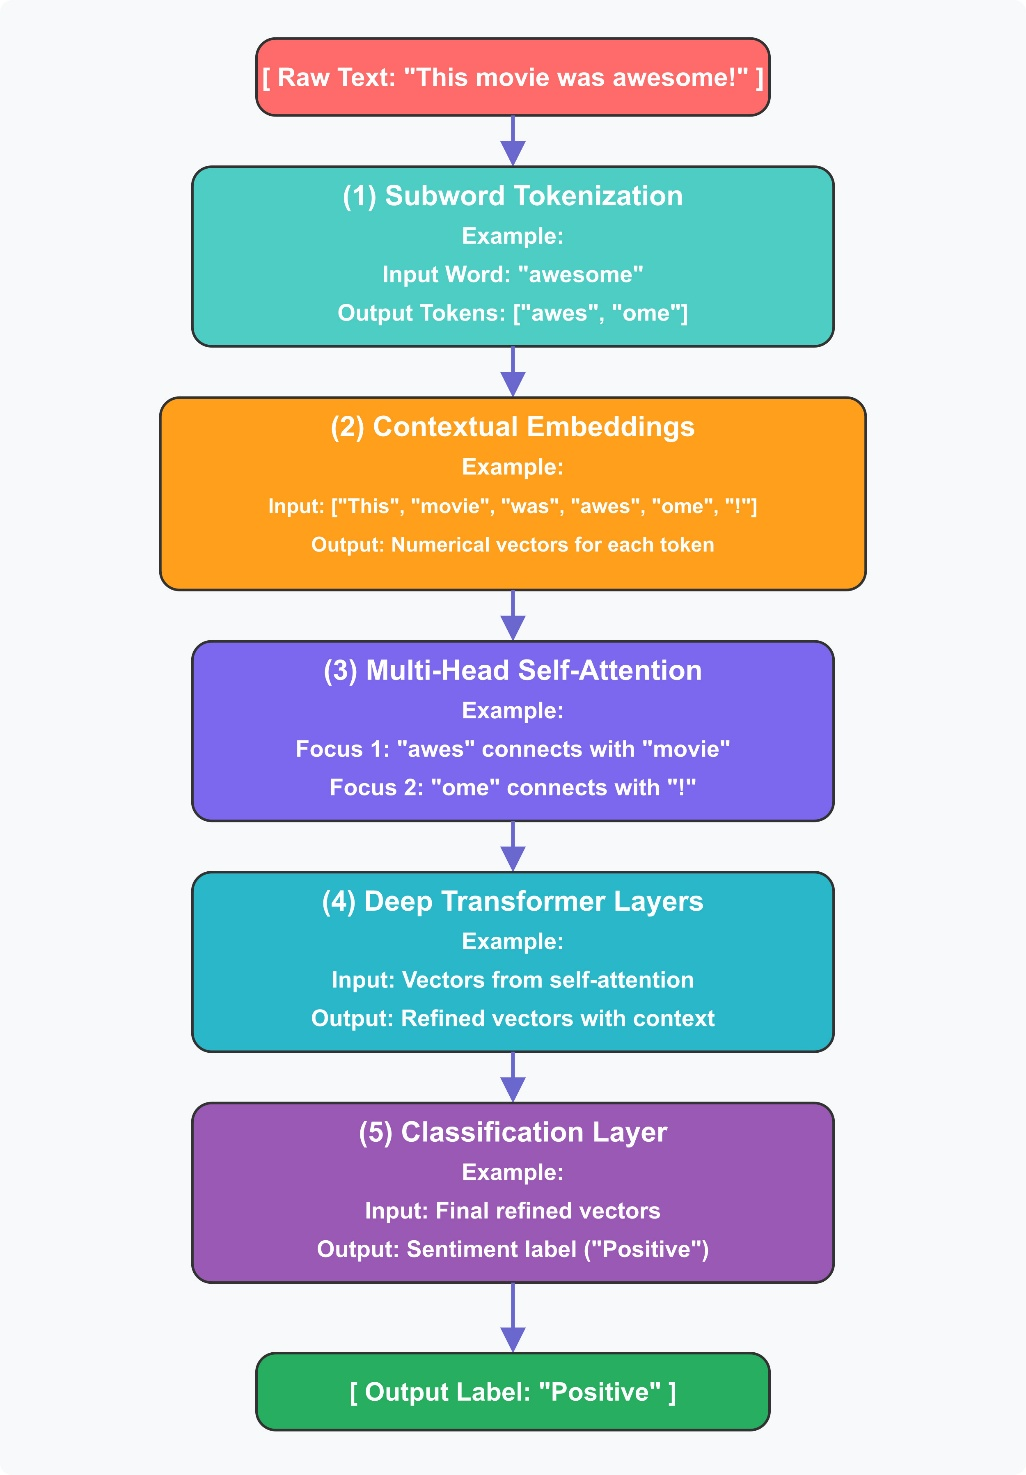 [ Raw Text: "This movie was awesome!" ]
(1) Subword Tokenization
Example:
Input Word: "awesome"
Output Tokens: ["awes", "ome"]
(2) Contextual Embeddings
Example:
Input: ["This", "movie", "was", "awes", "ome", "!"]
Output: Numerical vectors for each token
(3) Multi-Head Self-Attention
Example:
Focus 1: "awes" connects with "movie"
Focus 2: "ome" connects with "!"
(4) Deep Transformer Layers
Example:
Input: Vectors from self-attention
Output: Refined vectors with context
(5) Classification Layer
Example:
Input: Final refined vectors
Output: Sentiment label ("Positive")
[ Output Label: "Positive" ]